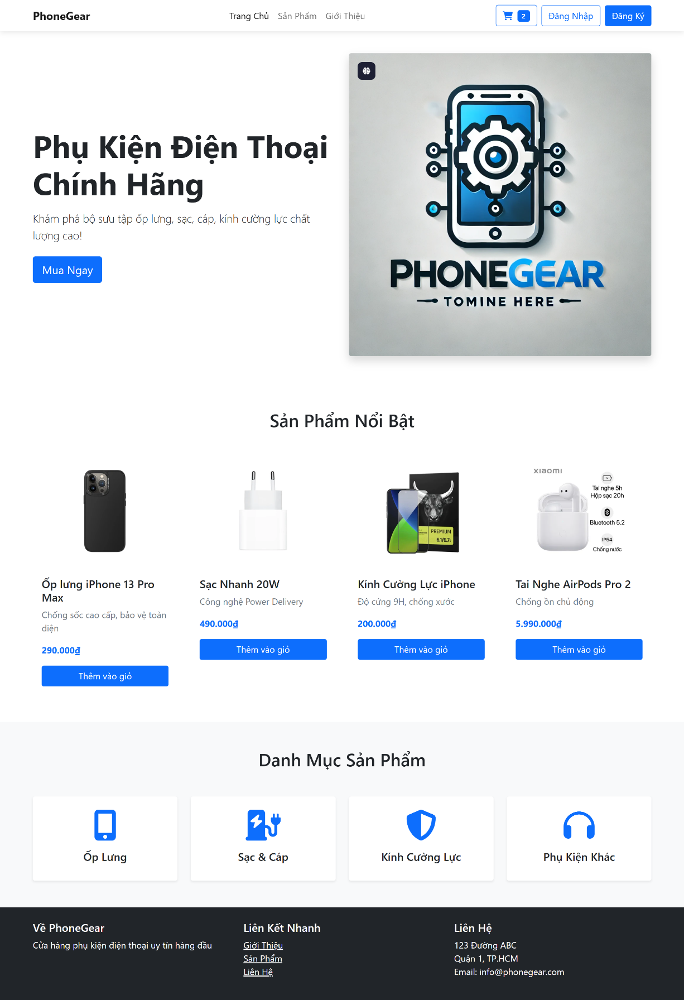 PhoneGear
Trang Chủ Sản Phẩm Giới Thiệu
2
Đăng Nhập
Đăng Ký
Phụ Kiện Điện Thoại
Chính Hãng
Khám phá bộ sưu tập ốp lưng, sạc, cáp, kính cường lực chất
lượng cao!
Mua Ngay
PHONEGEAR
TOMINE HERE
Sản Phẩm Nổi Bật
PREMIUM
6.1/6.7
xiaomi
Tai nghe 5h
Hộp sạc 20h
Bluetooth 5.2
IP54
Chống nước
Ốp lưng iPhone 13 Pro
Max
Chống sốc cao cấp, bảo vệ toàn
diện
290.000₫
Thêm vào giỏ
Sạc Nhanh 20W
Công nghệ Power Delivery
490.000₫
Thêm vào giỏ
Kính Cường Lực iPhone
Độ cứng 9H, chống xước
200.000₫
Thêm vào giỏ
Tai Nghe AirPods Pro 2
Chống ồn chủ động
5.990.000₫
Thêm vào giỏ
Danh Mục Sản Phẩm
Ốp Lưng
Sạc & Cáp
Kính Cường Lực
Phụ Kiện Khác
Về PhoneGear
Cửa hàng phụ kiện điện thoại uy tín hàng đầu
Liên Kết Nhanh
Giới Thiệu
Sản Phẩm
Liên Hệ
Liên Hệ
123 Đường ABC
Quận 1, TP.HCM
Email: info@phonegear.com